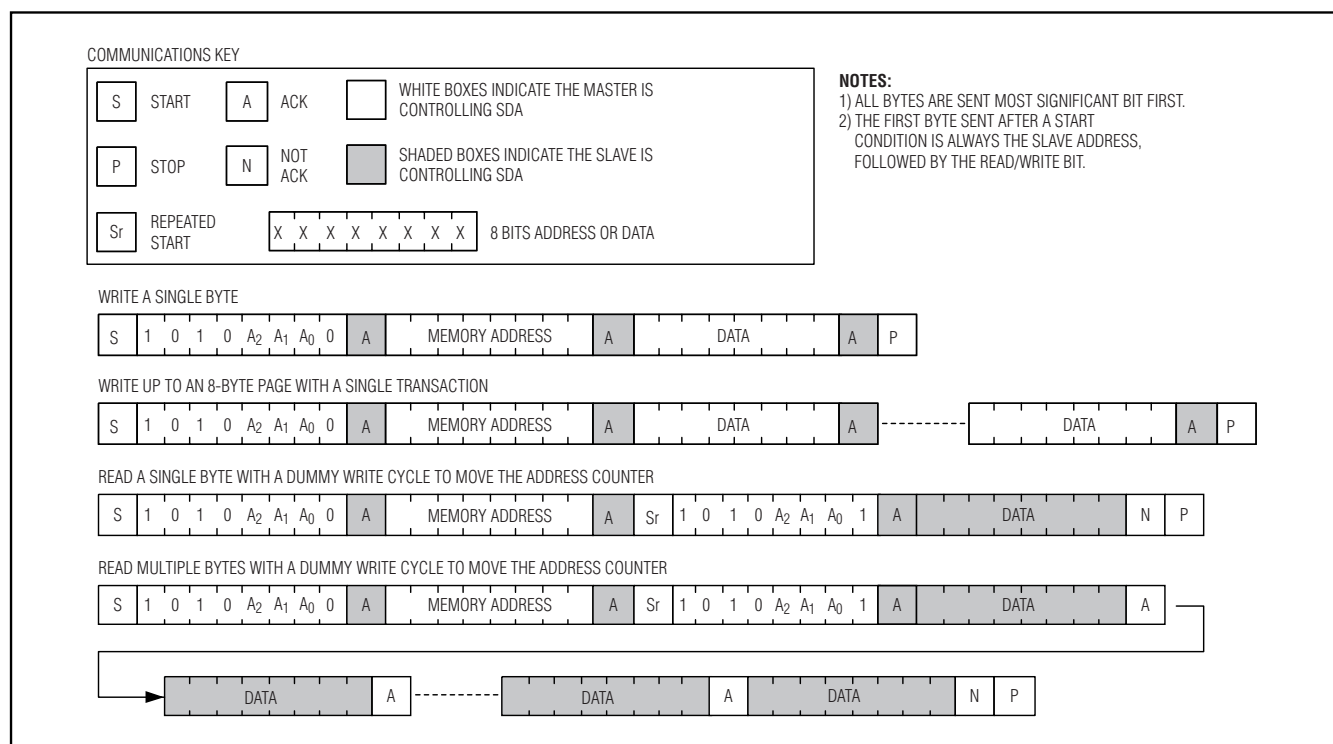 COMMUNICATIONS KEY
S START A ACK WHITE BOXES INDICATE THE MASTER IS
CONTROLLING SDA
P STOP N NOT
ACK SHADED BOXES INDICATE THE SLAVE IS
CONTROLLING SDA
Sr REPEATED
START X X X X X X X X 8 BITS ADDRESS OR DATA
NOTES:
1) ALL BYTES ARE SENT MOST SIGNIFICANT BIT FIRST.
2) THE FIRST BYTE SENT AFTER A START
CONDITION IS ALWAYS THE SLAVE ADDRESS,
FOLLOWED BY THE READ/WRITE BIT.
WRITE A SINGLE BYTE
S 1 0 1 0 A2 A1 A0 0 A MEMORY ADDRESS A DATA A P
WRITE UP TO AN 8-BYTE PAGE WITH A SINGLE TRANSACTION
S 1 0 1 0 A2 A1 A0 0 A MEMORY ADDRESS A DATA A DATA A P
READ A SINGLE BYTE WITH A DUMMY WRITE CYCLE TO MOVE THE ADDRESS COUNTER
S 1 0 1 0 A2 A1 A0 0 A MEMORY ADDRESS A Sr 1 0 1 0 A2 A1 A0 1 A DATA N P
READ MULTIPLE BYTES WITH A DUMMY WRITE CYCLE TO MOVE THE ADDRESS COUNTER
S 1 0 1 0 A2 A1 A0 0 A MEMORY ADDRESS A Sr 1 0 1 0 A2 A1 A0 1 A DATA A
DATA A DATA A DATA N P